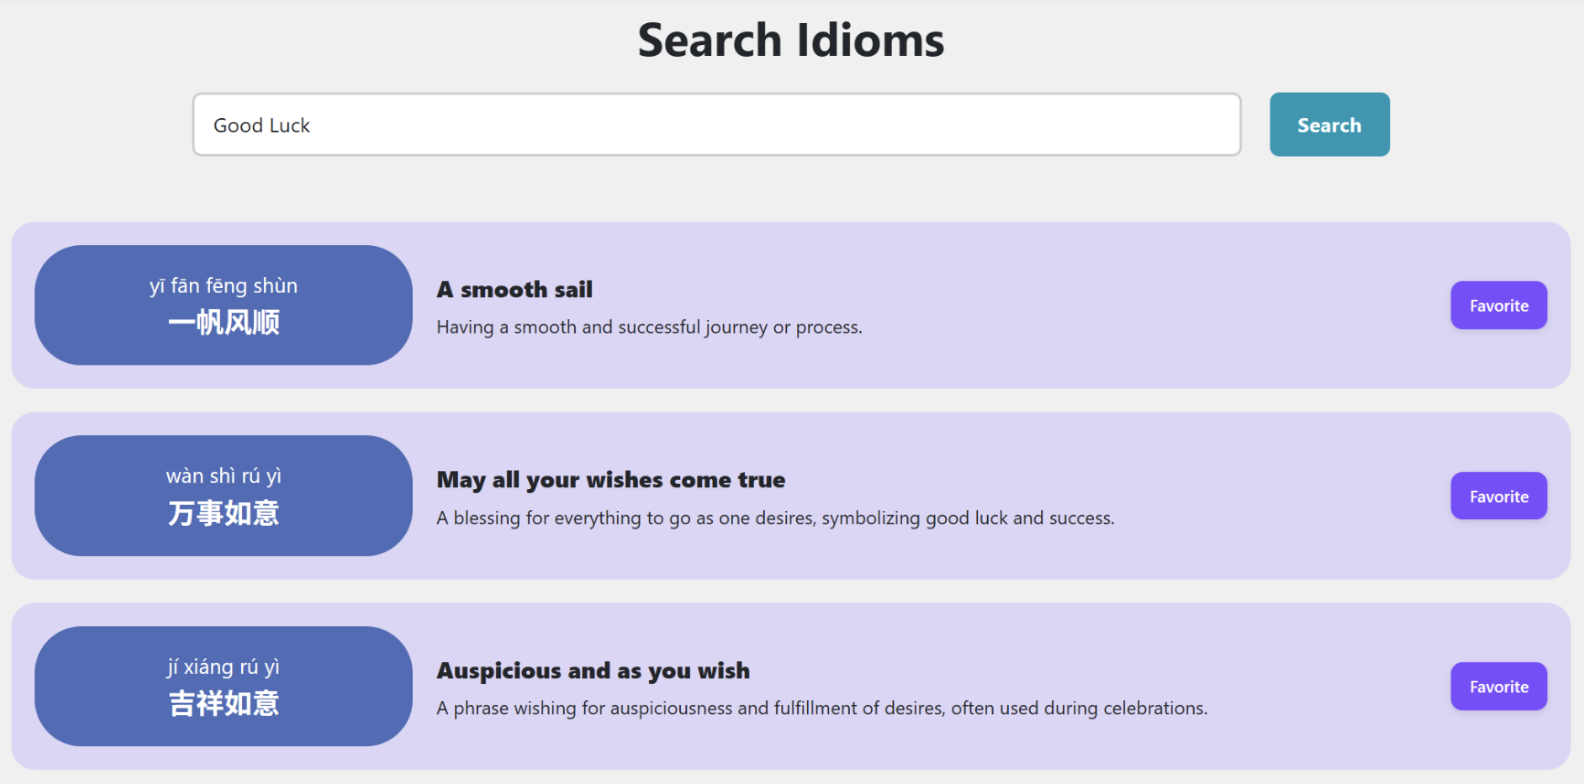 Search Idioms
Good Luck
Search
yī fān fēng shùn
一帆风顺
A smooth sail
Having a smooth and successful journey or process.
Favorite
wàn shì rú yì
万事如意
May all your wishes come true
A blessing for everything to go as one desires, symbolizing good luck and success.
Favorite
jí xiáng rú yì
吉祥如意
Auspicious and as you wish
A phrase wishing for auspiciousness and fulfillment of desires, often used during celebrations.
Favorite